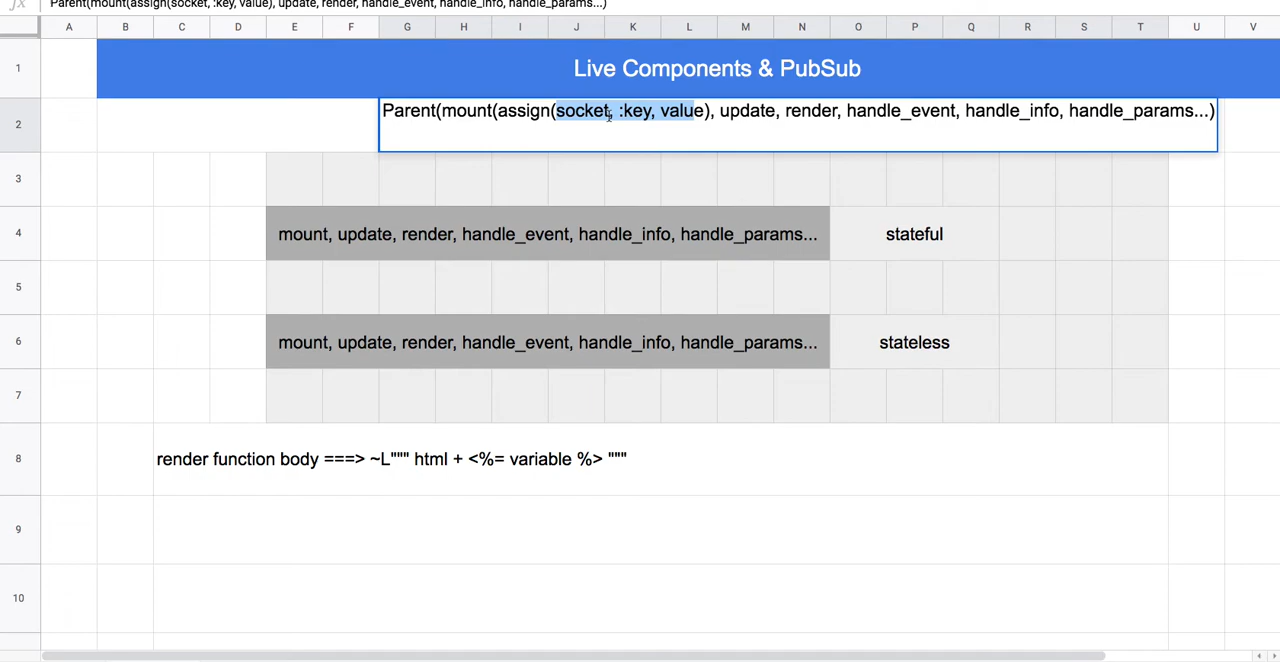 fx Parent(mount(assign(socket, :key, value), update, render, handle_event, handle_info, handle_params...)
A B C D E F G H I J K L M N O P Q R S T U V
1 Live Components & PubSub
2 Parent(mount(assign(socket, :key, value), update, render, handle_event, handle_info, handle_params...)
3
4 mount, update, render, handle_event, handle_info, handle_params... stateful
5
6 mount, update, render, handle_event, handle_info, handle_params... stateless
7
8 render function body ===> ~L""" html + <%= variable %> """
9
10